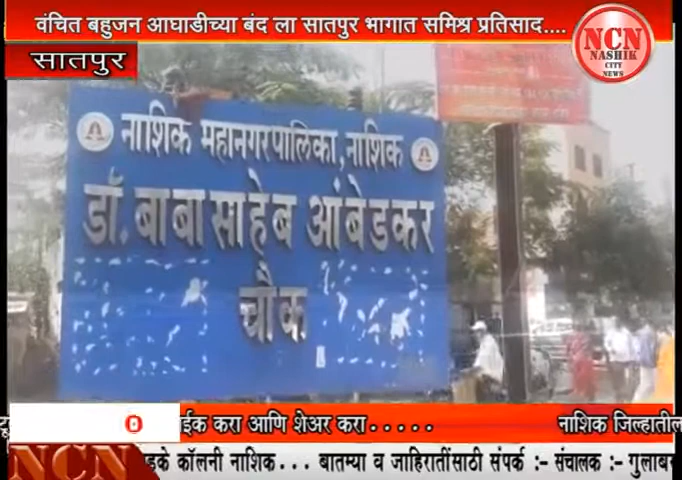 वंचित बहुजन आघाडीच्या बंद ला सातपुर भागात समिश्र प्रतिसाद....
NCN
NASHIK
CITY
NEWS
सातपुर
नाशिक महानगरपालिका, नाशिक
डॉ. बाबासाहेब आंबेडकर
चौक
ईक करा आणि शेअर करा.....
नाशिक जिल्हातील
NCN
डके कॉलनी नाशिक... बातम्या व जाहिरातींसाठी संपर्क :- संचालक :- गुलाब